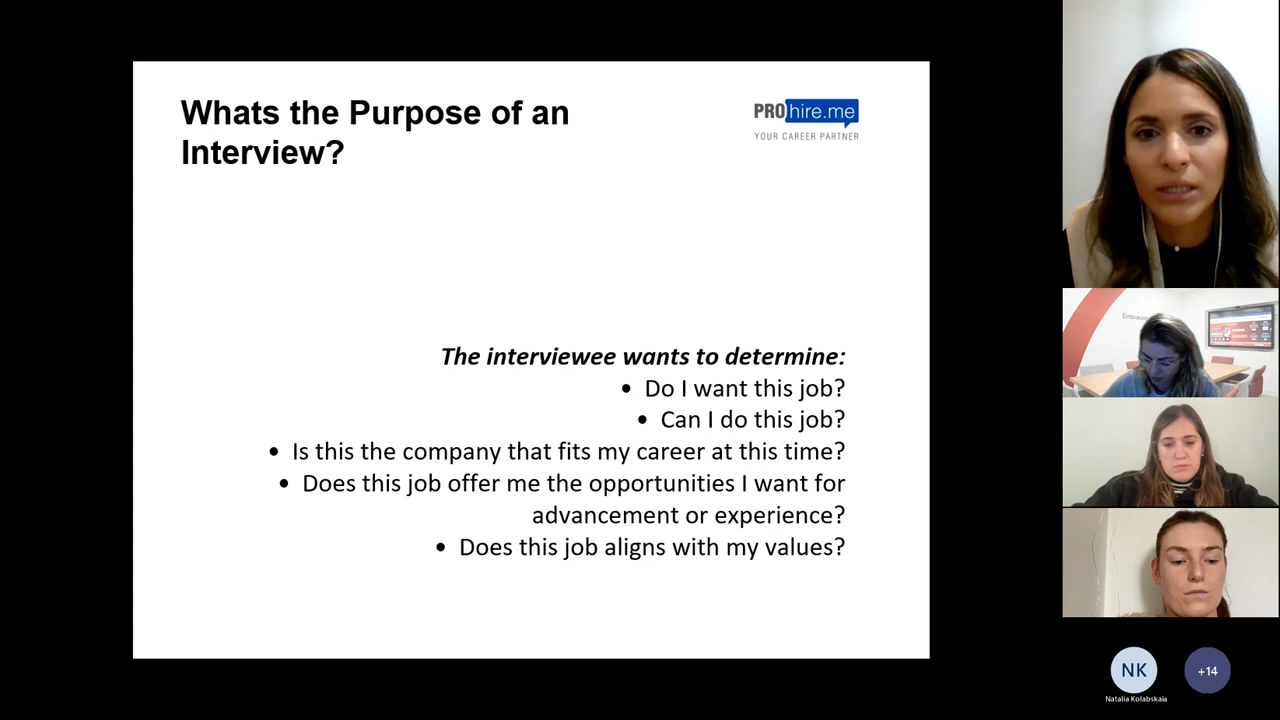 Whats the Purpose of an
Interview?
PROhire.me
YOUR CAREER PARTNER
The interviewee wants to determine:
• Do I want this job?
• Can I do this job?
• Is this the company that fits my career at this time?
• Does this job offer me the opportunities I want for
advancement or experience?
• Does this job aligns with my values?
NK
+14
Natalia Kolabskaia